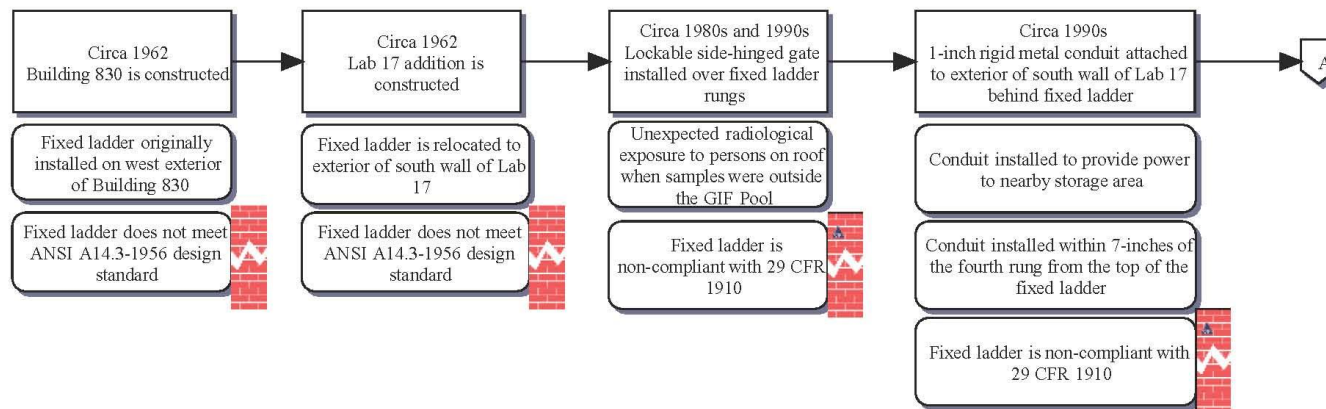 Circa 1962
Building 830 is constructed
Fixed ladder originally
installed on west exterior
of Building 830
Fixed ladder does not meet
ANSI A14.3-1956 design
standard
Circa 1962
Lab 17 addition is
constructed
Fixed ladder is relocated to
exterior of south wall of Lab
17
Fixed ladder does not meet
ANSI A14.3-1956 design
standard
Circa 1980s and 1990s
Lockable side-hinged gate
installed over fixed ladder
rungs
Unexpected radiological
exposure to persons on roof
when samples were outside
the GIF Pool
Fixed ladder is
non-compliant with 29 CFR
1910
Circa 1990s
1-inch rigid metal conduit attached
to exterior of south wall of Lab 17
behind fixed ladder
Conduit installed to provide power
to nearby storage area
Conduit installed within 7-inches of
the fourth rung from the top of the
fixed ladder
Fixed ladder is non-compliant with
29 CFR 1910
A